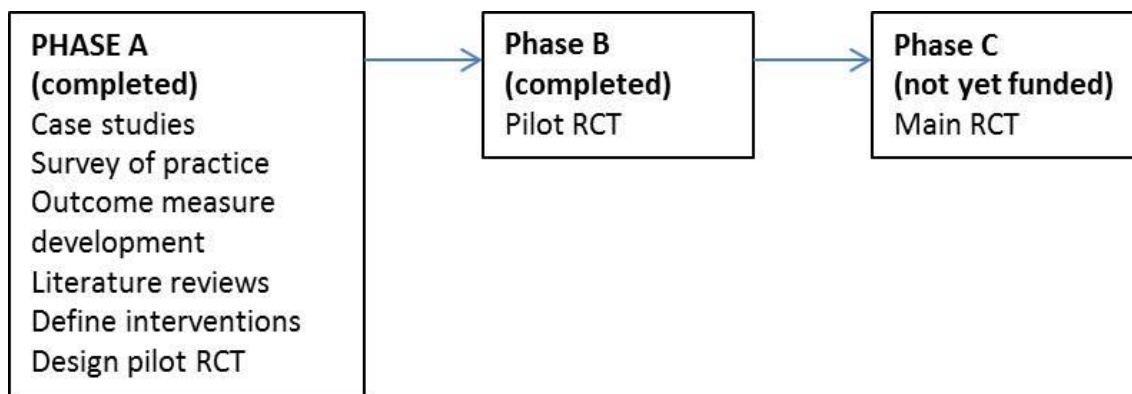 PHASE A
(completed)
Case studies
Survey of practice
Outcome measure
development
Literature reviews
Define interventions
Design pilot RCT
Phase B
(completed)
Pilot RCT
Phase C
(not yet funded)
Main RCT